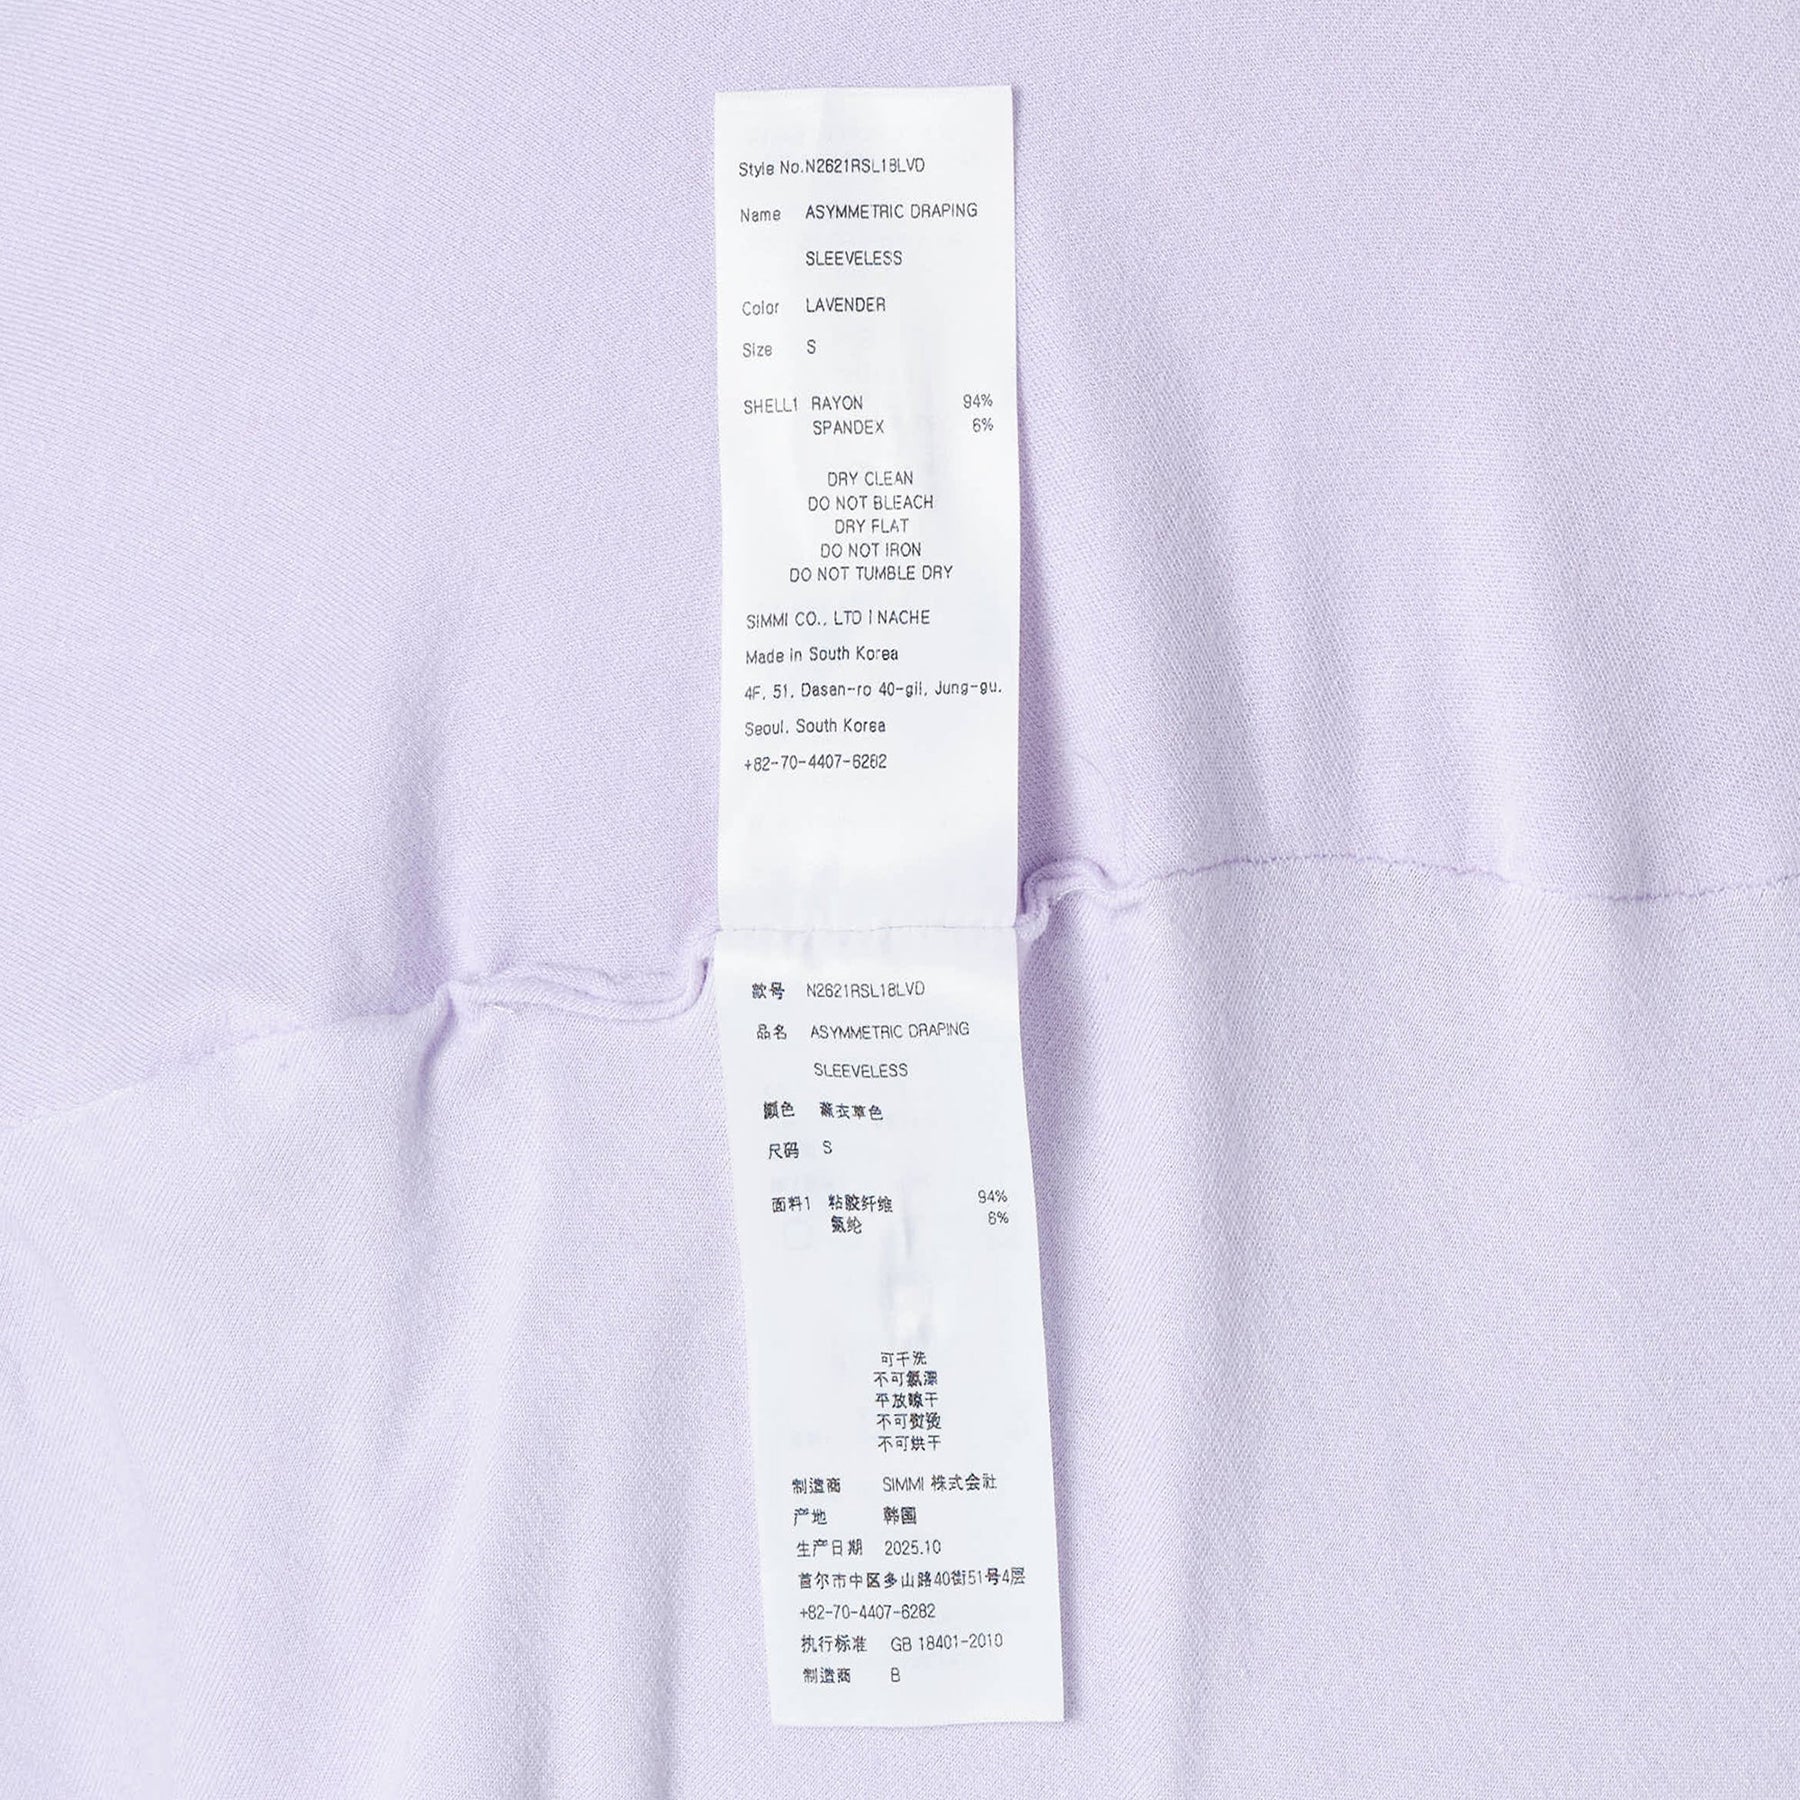 Style No.N2621RSL18LVD
Name ASYMMETRIC DRAPING
SLEEVELESS
Color LAVENDER
Size S
SHELL1 RAYON 94%
SPANDEX 6%
DRY CLEAN
DO NOT BLEACH
DRY FLAT
DO NOT IRON
DO NOT TUMBLE DRY
SIMMI CO., LTD | NACHE
Made in South Korea
4F, 51, Dasan-ro 40-gil, Jung-gu,
Seoul, South Korea
+82-70-4407-6282
款号 N2621RSL18LVD
品名 ASYMMETRIC DRAPING
SLEEVELESS
颜色 薰衣草色
尺码 S
面料1 粘胶纤维 94%
氨纶 6%
可干洗
不可氯漂
平放晾干
不可熨烫
不可烘干
制造商 SIMMI 株式会社
产地 韩国
生产日期 2025.10
首尔市中区多山路40街51号4层
+82-70-4407-6282
执行标准 GB 18401-2010
制造商 B